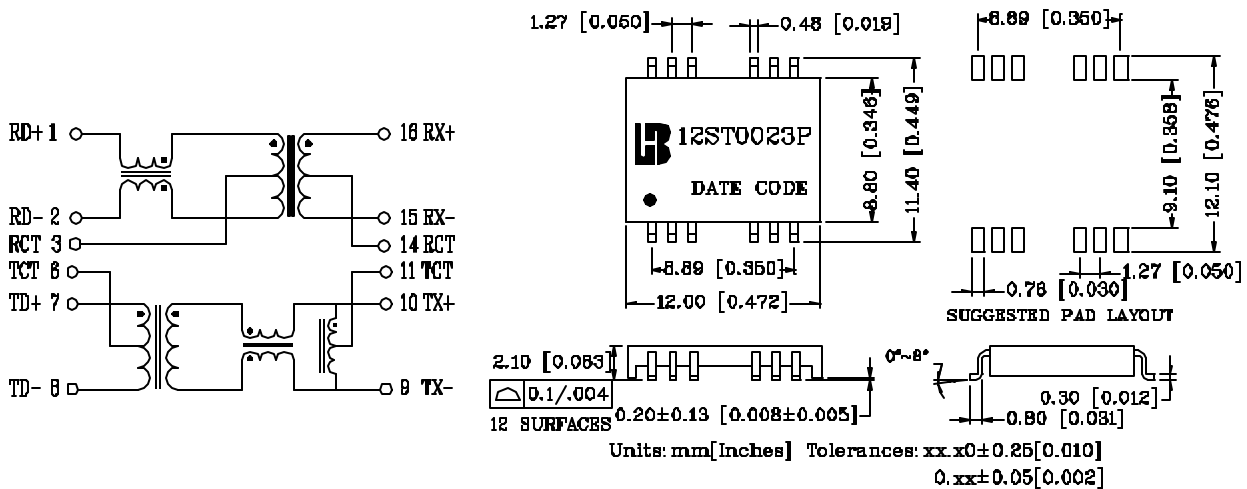 RD+ 1
16 RX+
RD- 2
15 RX-
RCT 3
14 RCT
TCT 6
11 TCT
TD+ 7
10 TX+
TD- 8
9 TX-
1.27 [0.050]
0.48 [0.019]
HB 12ST0023P
DATE CODE
8.80 [0.346]
11.40 [0.449]
8.89 [0.350]
12.00 [0.472]
8.89 [0.350]
9.10 [0.358]
12.10 [0.476]
1.27 [0.050]
0.76 [0.030]
SUGGESTED PAD LAYOUT
2.10 [0.083]
0.1/.004
12 SURFACES
0.20±0.13 [0.008±0.005]
0°~8°
0.30 [0.012]
0.80 [0.031]
Units: mm[Inches] Tolerances: xx.x0±0.25[0.010]
0.xx±0.05[0.002]